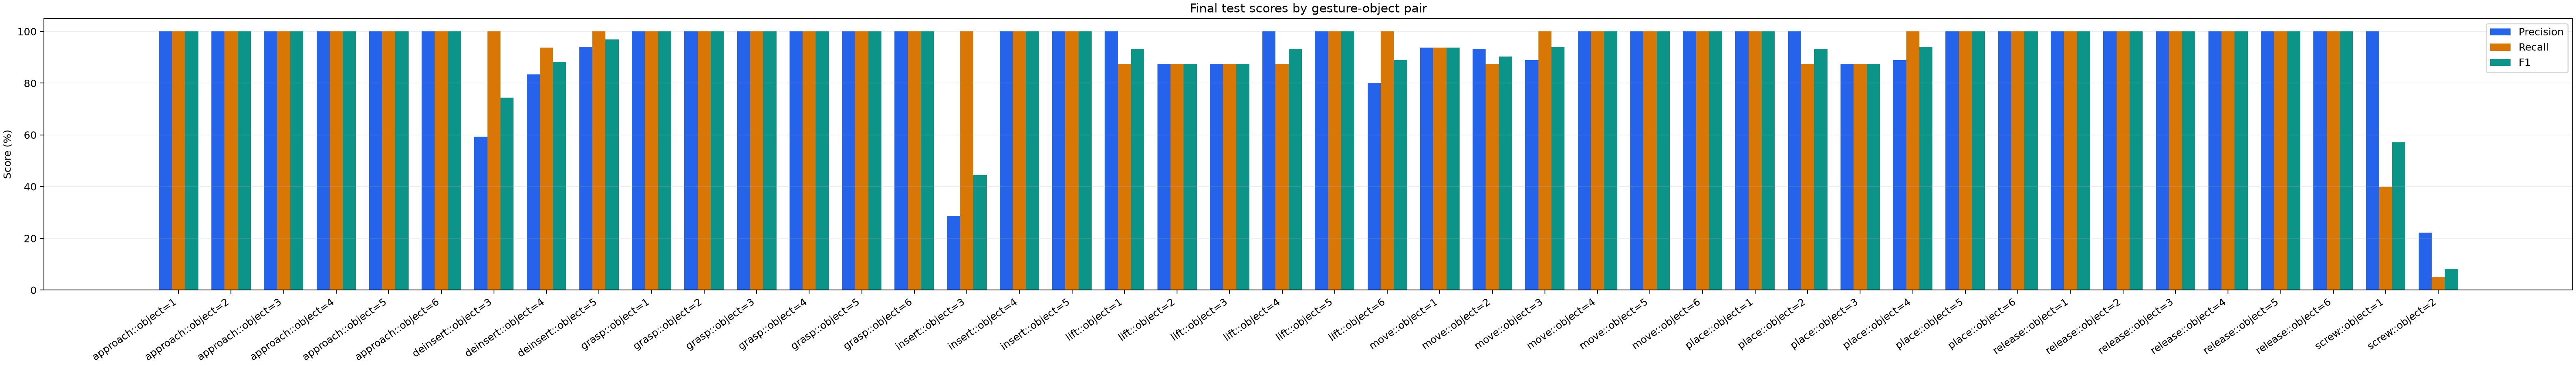 Final test scores by gesture-object pair
Precision
Recall
F1
Score (%)
100
80
60
40
20
0
approach::object=1
approach::object=2
approach::object=3
approach::object=4
approach::object=5
approach::object=6
deinsert::object=3
deinsert::object=4
deinsert::object=5
grasp::object=1
grasp::object=2
grasp::object=3
grasp::object=4
grasp::object=5
grasp::object=6
insert::object=3
insert::object=4
insert::object=5
lift::object=1
lift::object=2
lift::object=3
lift::object=4
lift::object=5
lift::object=6
move::object=1
move::object=2
move::object=3
move::object=4
move::object=5
move::object=6
place::object=1
place::object=2
place::object=3
place::object=4
place::object=5
place::object=6
release::object=1
release::object=2
release::object=3
release::object=4
release::object=5
release::object=6
screw::object=1
screw::object=2